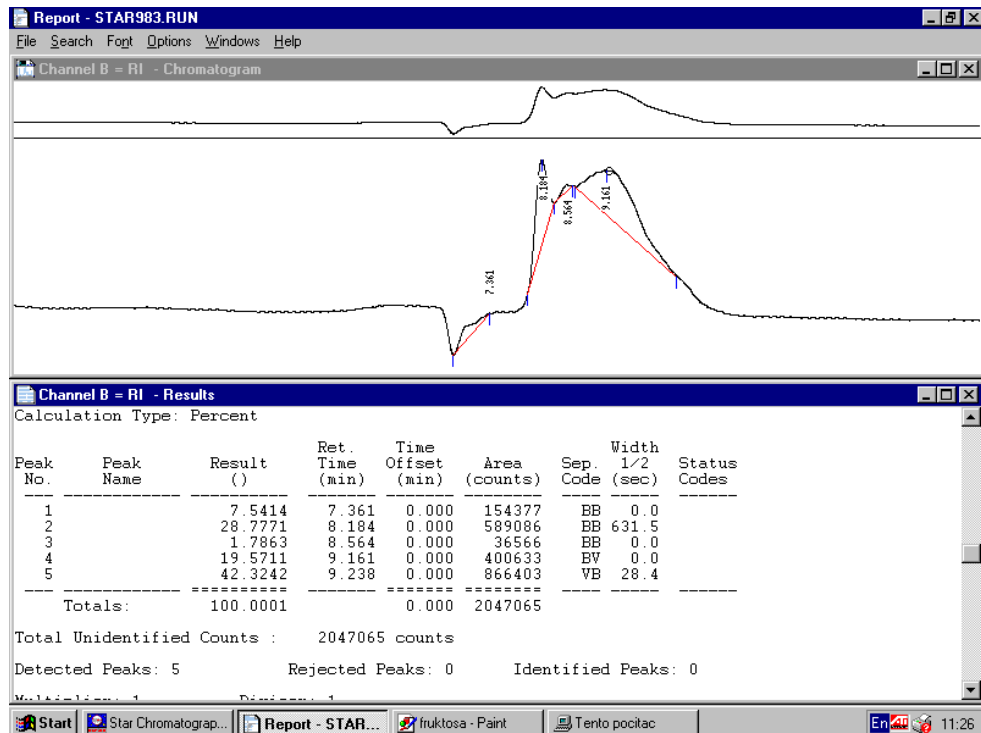 Report - STAR983.RUN
File Search Font Options Windows Help
Channel B = RI - Chromatogram
7.361
8.184
8.564
9.161
Channel B = RI - Results
Calculation Type: Percent
Ret. Time Width
Peak Peak Result Time Offset Area Sep. 1/2 Status
No. Name () (min) (min) (counts) Code (sec) Codes
1 7.5414 7.361 0.000 154377 BB 0.0
2 28.7771 8.184 0.000 589086 BB 631.5
3 1.7863 8.564 0.000 36566 BB 0.0
4 19.5711 9.161 0.000 400633 BV 0.0
5 42.3242 9.238 0.000 866403 VB 28.4
Totals: 100.0001 0.000 2047065
Total Unidentified Counts : 2047065 counts
Detected Peaks: 5 Rejected Peaks: 0 Identified Peaks: 0
Start Star Chromatograp... Report - STAR... fruktosa - Paint Tento pocitac En 11:26